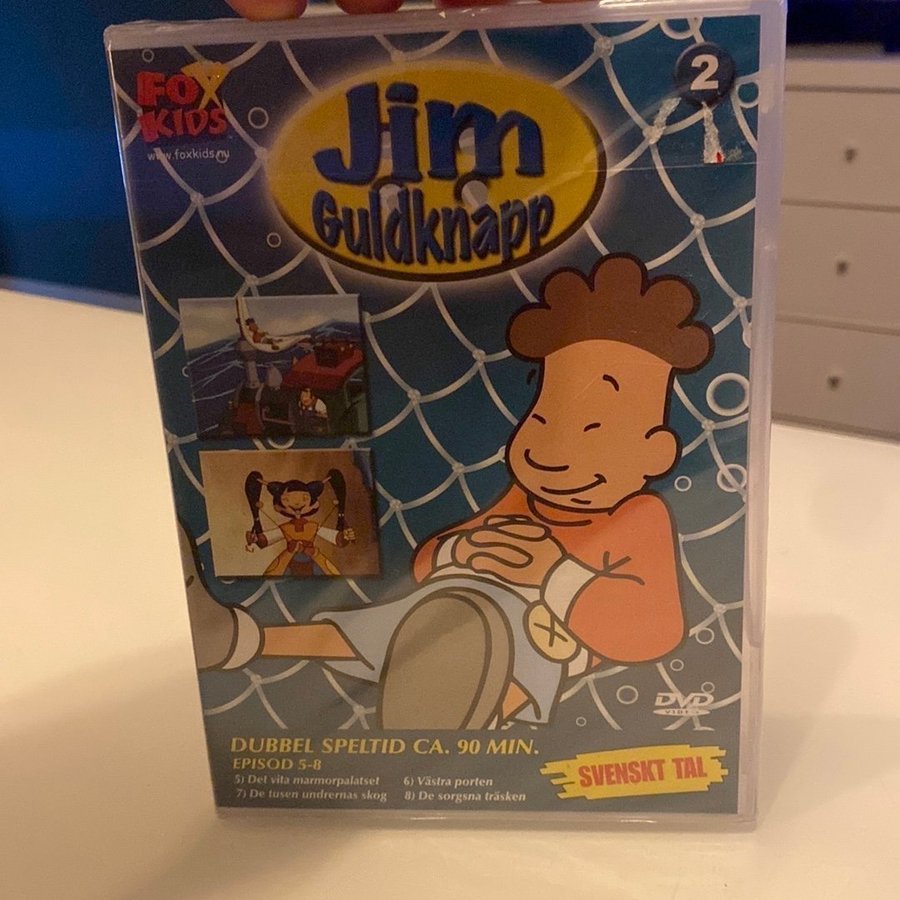 FOX
KIDS
www.foxkids.nu
2
Jim
Guldknapp
DVD
VIDEO
DUBBEL SPELTID CA. 90 MIN.
EPISOD 5-8
5) Det vita marmorpalatset 6) Västra porten
7) De tusen undrernas skog 8) De sorgsna träsken
SVENSKT TAL